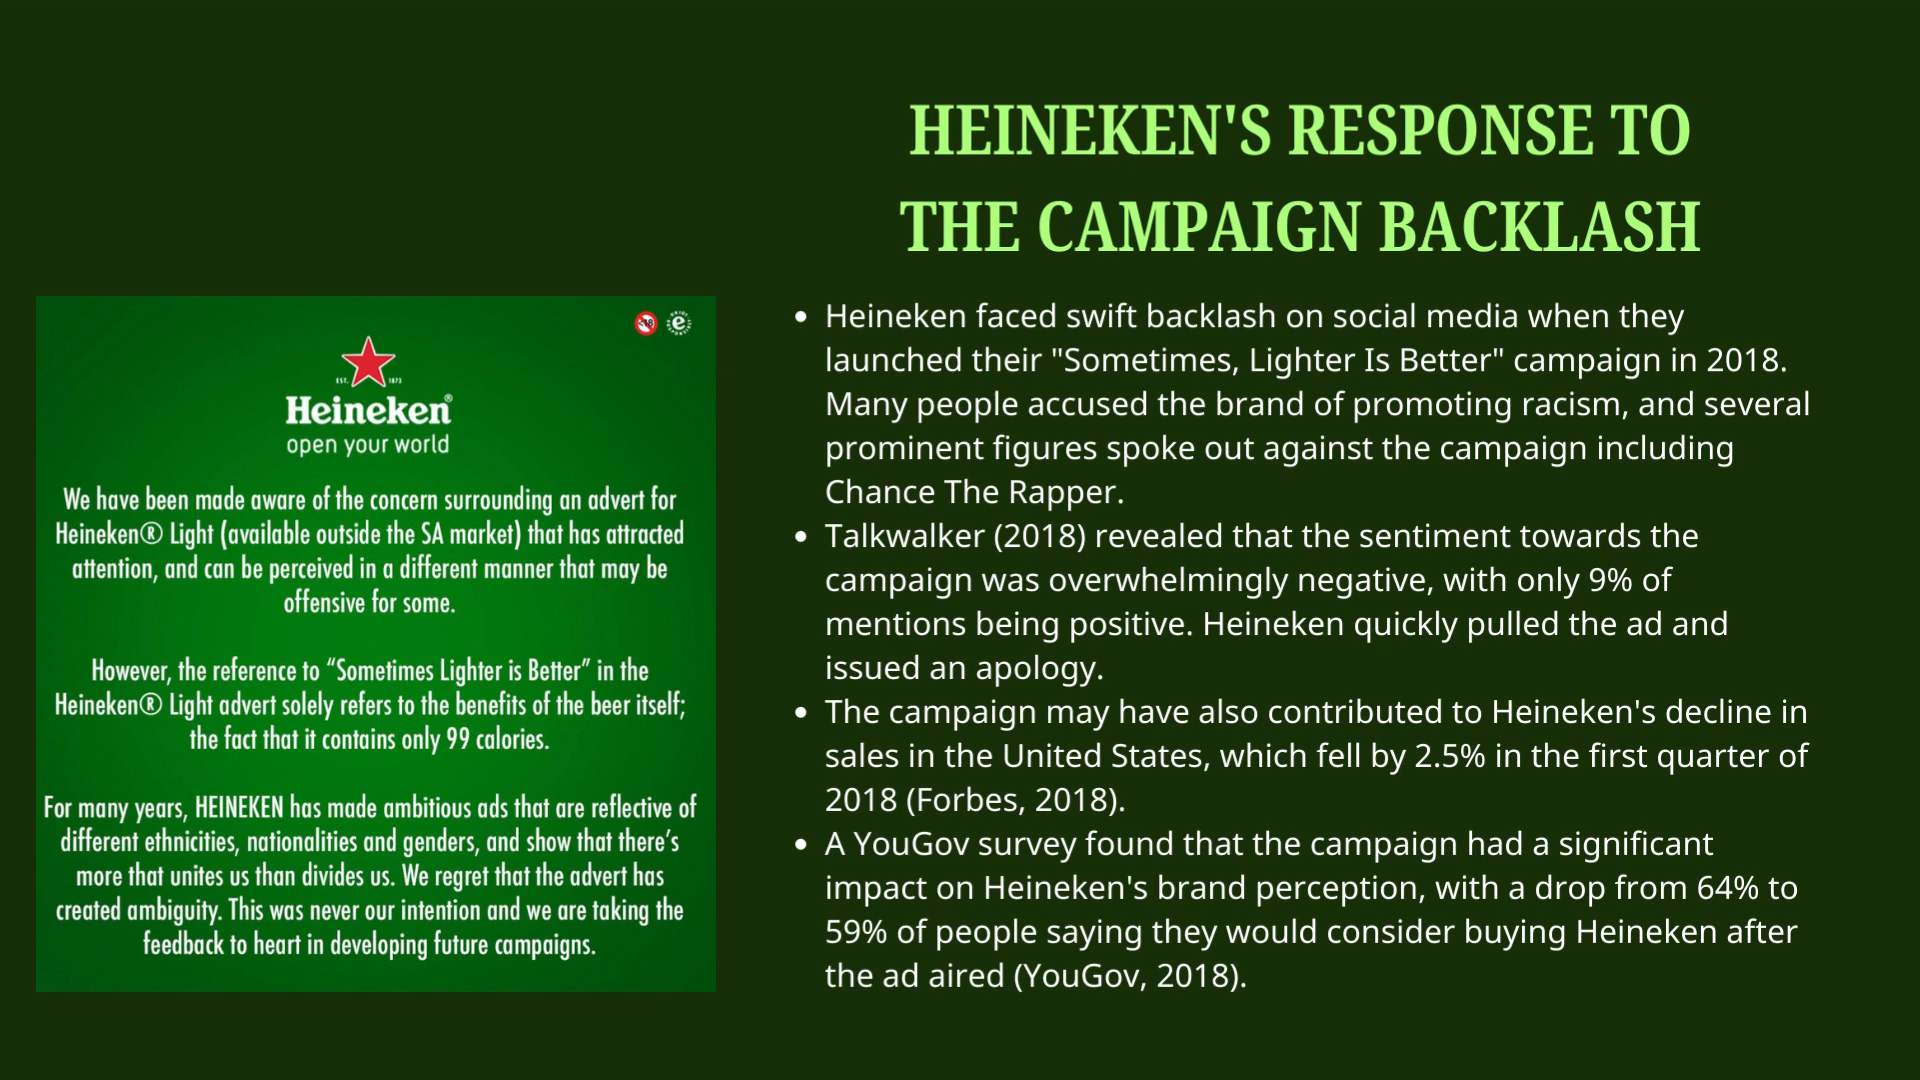 HEINEKEN'S RESPONSE TO
THE CAMPAIGN BACKLASH
EST. 1873
Heineken®
open your world
We have been made aware of the concern surrounding an advert for
Heineken® Light (available outside the SA market) that has attracted
attention, and can be perceived in a different manner that may be
offensive for some.
However, the reference to “Sometimes Lighter is Better” in the
Heineken® Light advert solely refers to the benefits of the beer itself;
the fact that it contains only 99 calories.
For many years, HEINEKEN has made ambitious ads that are reflective of
different ethnicities, nationalities and genders, and show that there’s
more that unites us than divides us. We regret that the advert has
created ambiguity. This was never our intention and we are taking the
feedback to heart in developing future campaigns.
• Heineken faced swift backlash on social media when they
launched their "Sometimes, Lighter Is Better" campaign in 2018.
Many people accused the brand of promoting racism, and several
prominent figures spoke out against the campaign including
Chance The Rapper.
• Talkwalker (2018) revealed that the sentiment towards the
campaign was overwhelmingly negative, with only 9% of
mentions being positive. Heineken quickly pulled the ad and
issued an apology.
• The campaign may have also contributed to Heineken's decline in
sales in the United States, which fell by 2.5% in the first quarter of
2018 (Forbes, 2018).
• A YouGov survey found that the campaign had a significant
impact on Heineken's brand perception, with a drop from 64% to
59% of people saying they would consider buying Heineken after
the ad aired (YouGov, 2018).